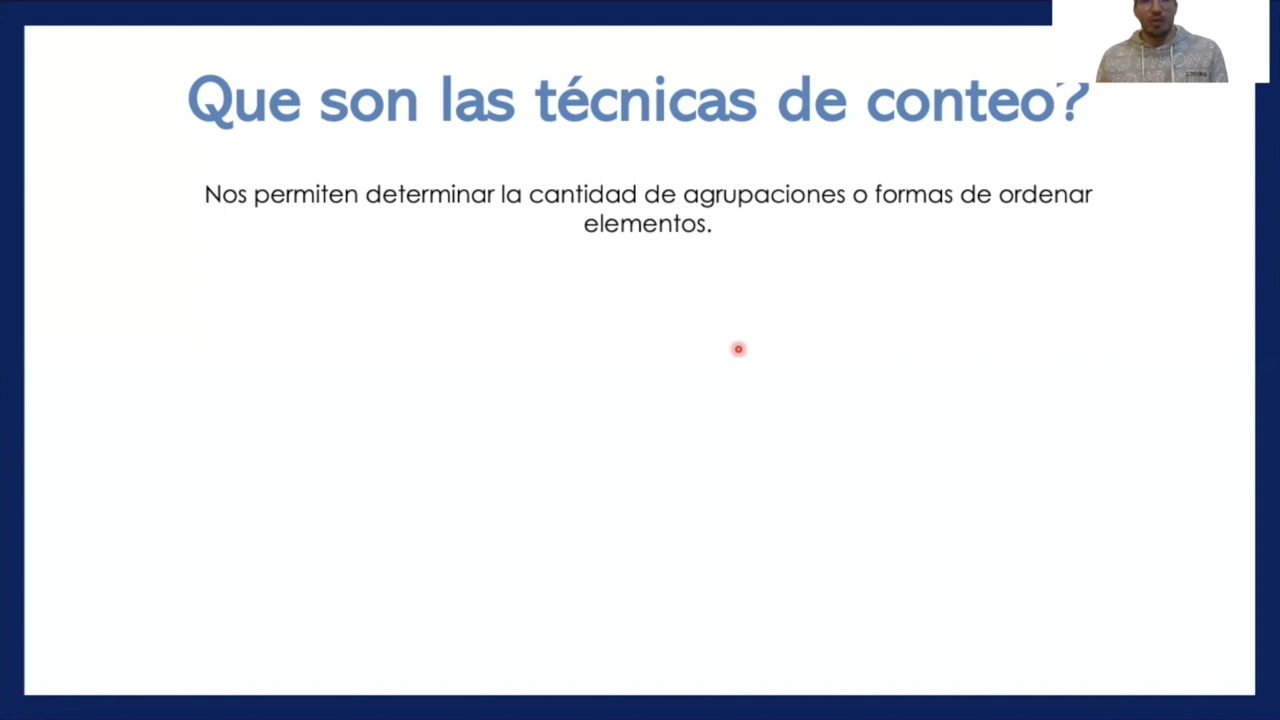 Que son las técnicas de conteo?
Nos permiten determinar la cantidad de agrupaciones o formas de ordenar
elementos.